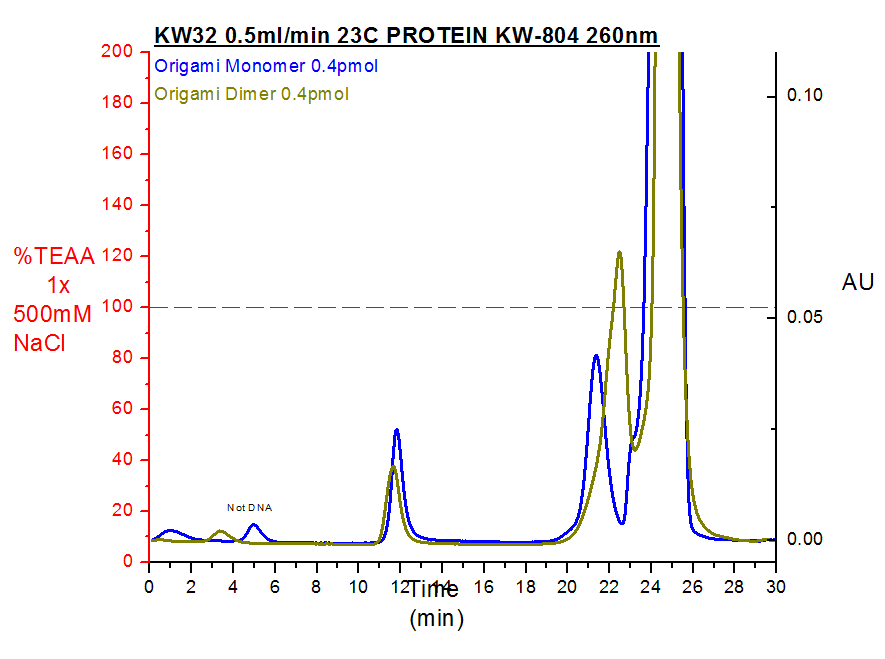 KW32 0.5ml/min 23C PROTEIN KW-804 260nm
Origami Monomer 0.4pmol
Origami Dimer 0.4pmol
200
180
160
140
120
100
80
60
40
20
0
%TEAA
1x
500mM
NaCl
Not DNA
0.10
0.05
0.00
AU
0 2 4 6 8 10 12 14 16 18 20 22 24 26 28 30
Time
(min)